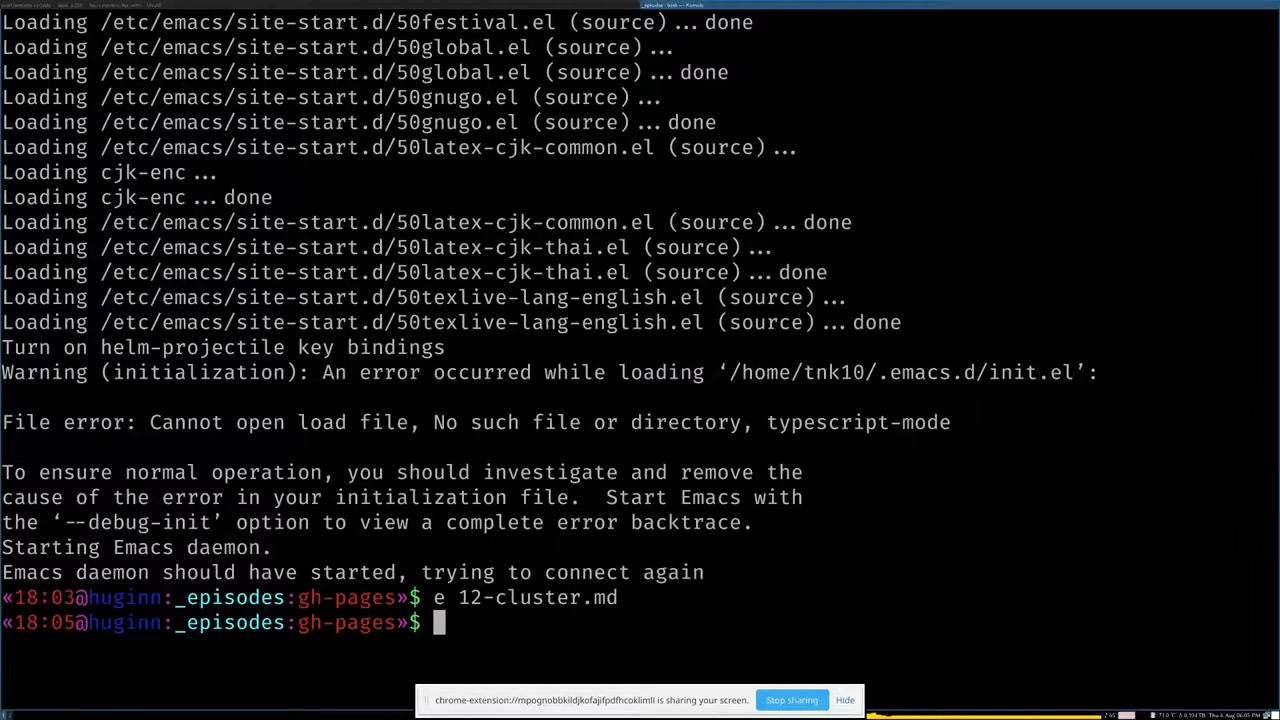 Loading /etc/emacs/site-start.d/50festival.el (source)...done
Loading /etc/emacs/site-start.d/50global.el (source)...
Loading /etc/emacs/site-start.d/50global.el (source)...done
Loading /etc/emacs/site-start.d/50gnugo.el (source)...
Loading /etc/emacs/site-start.d/50gnugo.el (source)...done
Loading /etc/emacs/site-start.d/50latex-cjk-common.el (source)...
Loading cjk-enc...
Loading cjk-enc...done
Loading /etc/emacs/site-start.d/50latex-cjk-common.el (source)...done
Loading /etc/emacs/site-start.d/50latex-cjk-thai.el (source)...
Loading /etc/emacs/site-start.d/50latex-cjk-thai.el (source)...done
Loading /etc/emacs/site-start.d/50texlive-lang-english.el (source)...
Loading /etc/emacs/site-start.d/50texlive-lang-english.el (source)...done
Turn on helm-projectile key bindings
Warning (initialization): An error occurred while loading ‘/home/tnk10/.emacs.d/init.el’:
File error: Cannot open load file, No such file or directory, typescript-mode
To ensure normal operation, you should investigate and remove the
cause of the error in your initialization file.  Start Emacs with
the ‘--debug-init’ option to view a complete error backtrace.
Starting Emacs daemon.
Emacs daemon should have started, trying to connect again
«18:03@huginn:_episodes:gh-pages»$ e 12-cluster.md
«18:05@huginn:_episodes:gh-pages»$
chrome-extension://mpognobbkildjkofajifpdfhcoklimli is sharing your screen. Stop sharing Hide
71.0°C 0.194 TB Thu 6 Aug 06:05 PM